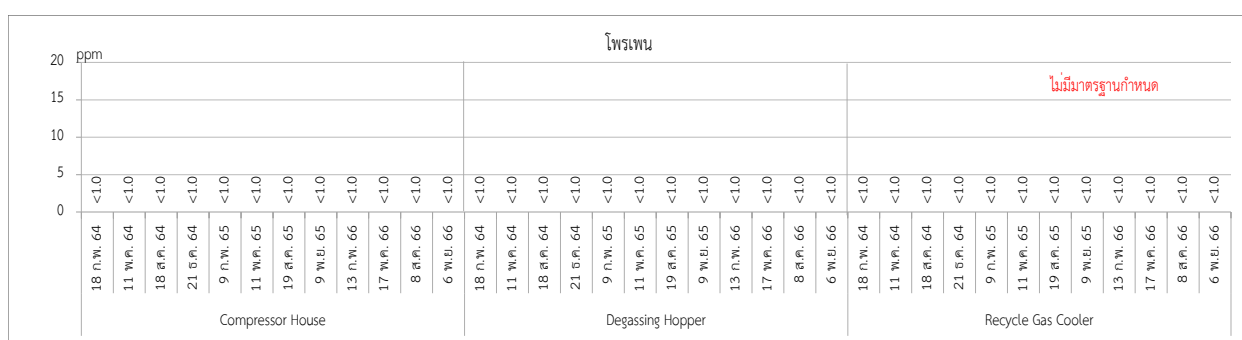 โพรเพน
ppm
20
15
10
5
0
ไม่มีมาตรฐานกำหนด
<1.0 <1.0 <1.0 <1.0 <1.0 <1.0 <1.0 <1.0 <1.0 <1.0 <1.0 <1.0 <1.0 <1.0 <1.0 <1.0 <1.0 <1.0 <1.0 <1.0 <1.0 <1.0 <1.0 <1.0 <1.0 <1.0 <1.0 <1.0 <1.0 <1.0 <1.0 <1.0 <1.0 <1.0 <1.0 <1.0
18 ก.พ. 64
11 พ.ค. 64
18 ส.ค. 64
21 ธ.ค. 64
9 ก.พ. 65
11 พ.ค. 65
19 ส.ค. 65
9 พ.ย. 65
13 ก.พ. 66
17 พ.ค. 66
8 ส.ค. 66
6 พ.ย. 66
18 ก.พ. 64
11 พ.ค. 64
18 ส.ค. 64
21 ธ.ค. 64
9 ก.พ. 65
11 พ.ค. 65
19 ส.ค. 65
9 พ.ย. 65
13 ก.พ. 66
17 พ.ค. 66
8 ส.ค. 66
6 พ.ย. 66
18 ก.พ. 64
11 พ.ค. 64
18 ส.ค. 64
21 ธ.ค. 64
9 ก.พ. 65
11 พ.ค. 65
19 ส.ค. 65
9 พ.ย. 65
13 ก.พ. 66
17 พ.ค. 66
8 ส.ค. 66
6 พ.ย. 66
Compressor House
Degassing Hopper
Recycle Gas Cooler